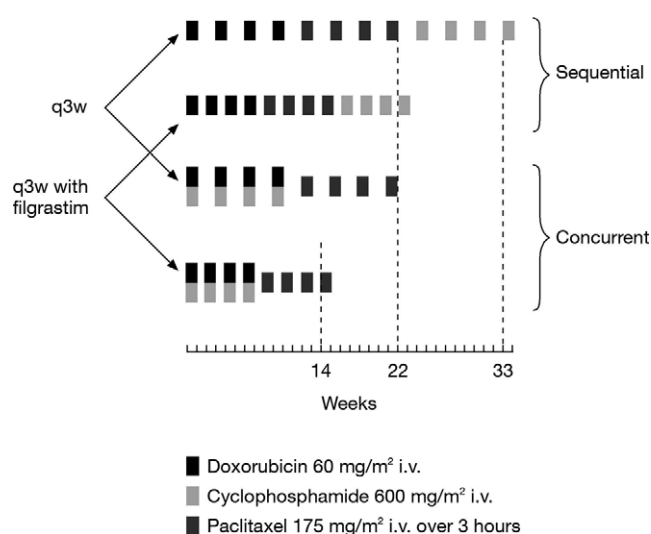 q3w
q3w with
filgrastim
Sequential
Concurrent
14 22 33
Weeks
Doxorubicin 60 mg/m² i.v.
Cyclophosphamide 600 mg/m² i.v.
Paclitaxel 175 mg/m² i.v. over 3 hours